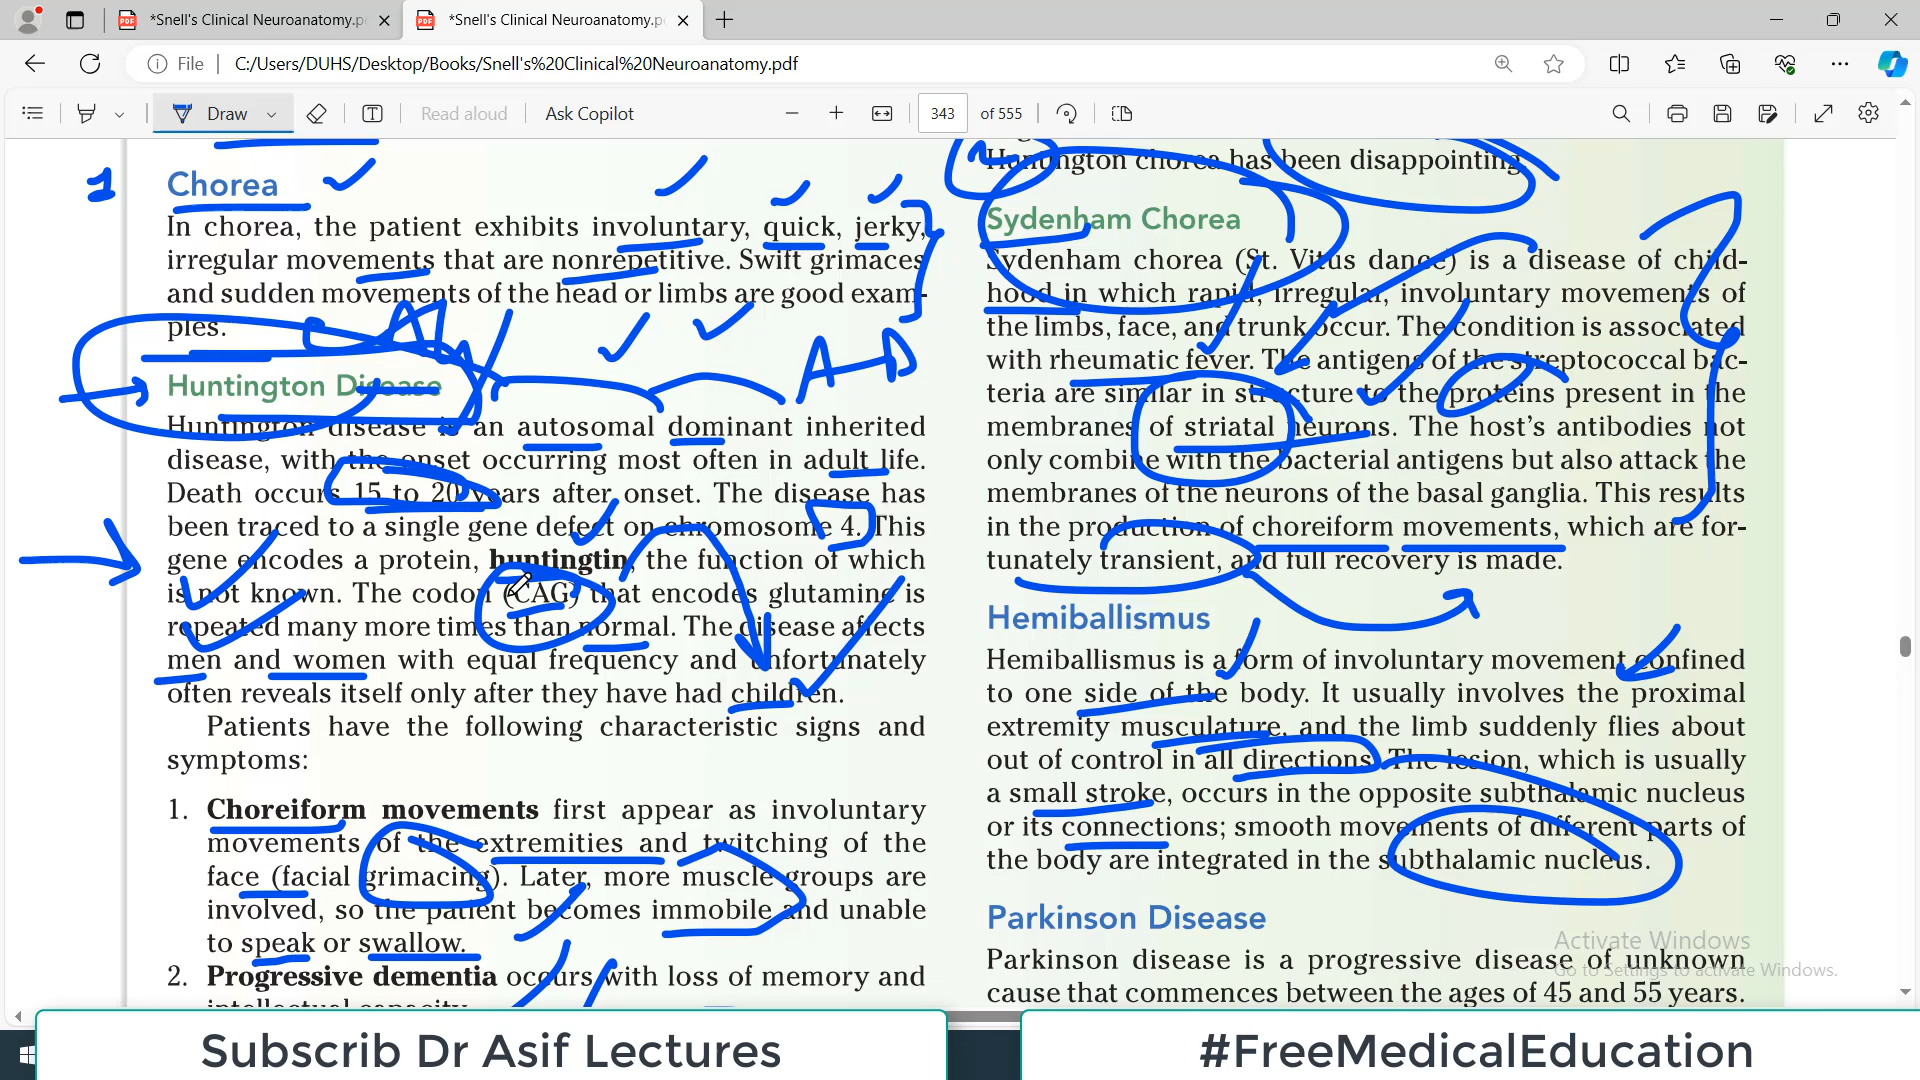 *Snell's Clinical Neuroanatomy.p
*Snell's Clinical Neuroanatomy.p
File
C:/Users/DUHS/Desktop/Books/Snell's%20Clinical%20Neuroanatomy.pdf
Draw
Read aloud
Ask Copilot
343 of 555
1
Chorea
In chorea, the patient exhibits involuntary, quick, jerky,
irregular movements that are nonrepetitive. Swift grimaces
and sudden movements of the head or limbs are good exam-
ples.
A-D
Huntington Disease
Huntington disease is an autosomal dominant inherited
disease, with the onset occurring most often in adult life.
Death occurs 15 to 20 years after onset. The disease has
been traced to a single gene defect on chromosome 4. This
gene encodes a protein, huntingtin, the function of which
is not known. The codon (CAG) that encodes glutamine is
repeated many more times than normal. The disease affects
men and women with equal frequency and unfortunately
often reveals itself only after they have had children.
Patients have the following characteristic signs and
symptoms:
1. Choreiform movements first appear as involuntary
movements of the extremities and twitching of the
face (facial grimacing). Later, more muscle groups are
involved, so the patient becomes immobile and unable
to speak or swallow.
2. Progressive dementia occurs with loss of memory and
intellectual capacity.
Huntington chorea has been disappointing.
Sydenham Chorea
Sydenham chorea (St. Vitus dance) is a disease of child-
hood in which rapid, irregular, involuntary movements of
the limbs, face, and trunk occur. The condition is associated
with rheumatic fever. The antigens of the streptococcal bac-
teria are similar in structure to the proteins present in the
membranes of striatal neurons. The host's antibodies not
only combine with the bacterial antigens but also attack the
membranes of the neurons of the basal ganglia. This results
in the production of choreiform movements, which are for-
tunately transient, and full recovery is made.
Hemiballismus
Hemiballismus is a form of involuntary movement confined
to one side of the body. It usually involves the proximal
extremity musculature, and the limb suddenly flies about
out of control in all directions. The lesion, which is usually
a small stroke, occurs in the opposite subthalamic nucleus
or its connections; smooth movements of different parts of
the body are integrated in the subthalamic nucleus.
Parkinson Disease
Parkinson disease is a progressive disease of unknown
cause that commences between the ages of 45 and 55 years.
Activate Windows
Go to Settings to activate Windows.
Subscrib Dr Asif Lectures
#FreeMedicalEducation